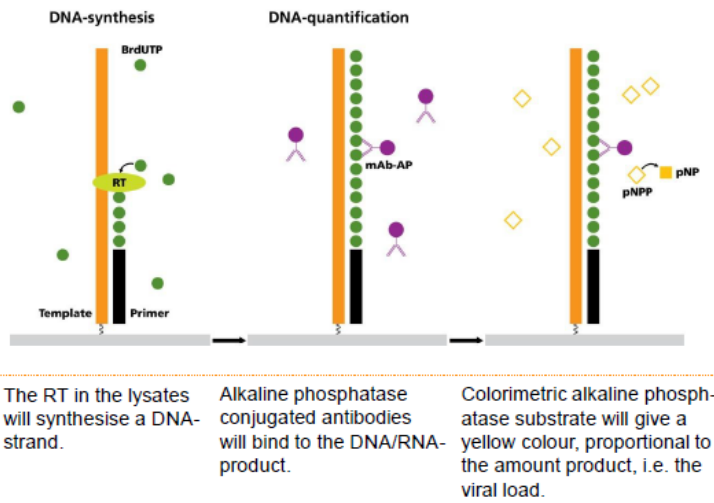 DNA-synthesis
DNA-quantification
BrdUTP
RT
mAb-AP
pNP
pNPP
Template
Primer
The RT in the lysates
will synthesise a DNA-
strand.
Alkaline phosphatase
conjugated antibodies
will bind to the DNA/RNA-
product.
Colorimetric alkaline phosph-
atase substrate will give a
yellow colour, proportional to
the amount product, i.e. the
viral load.